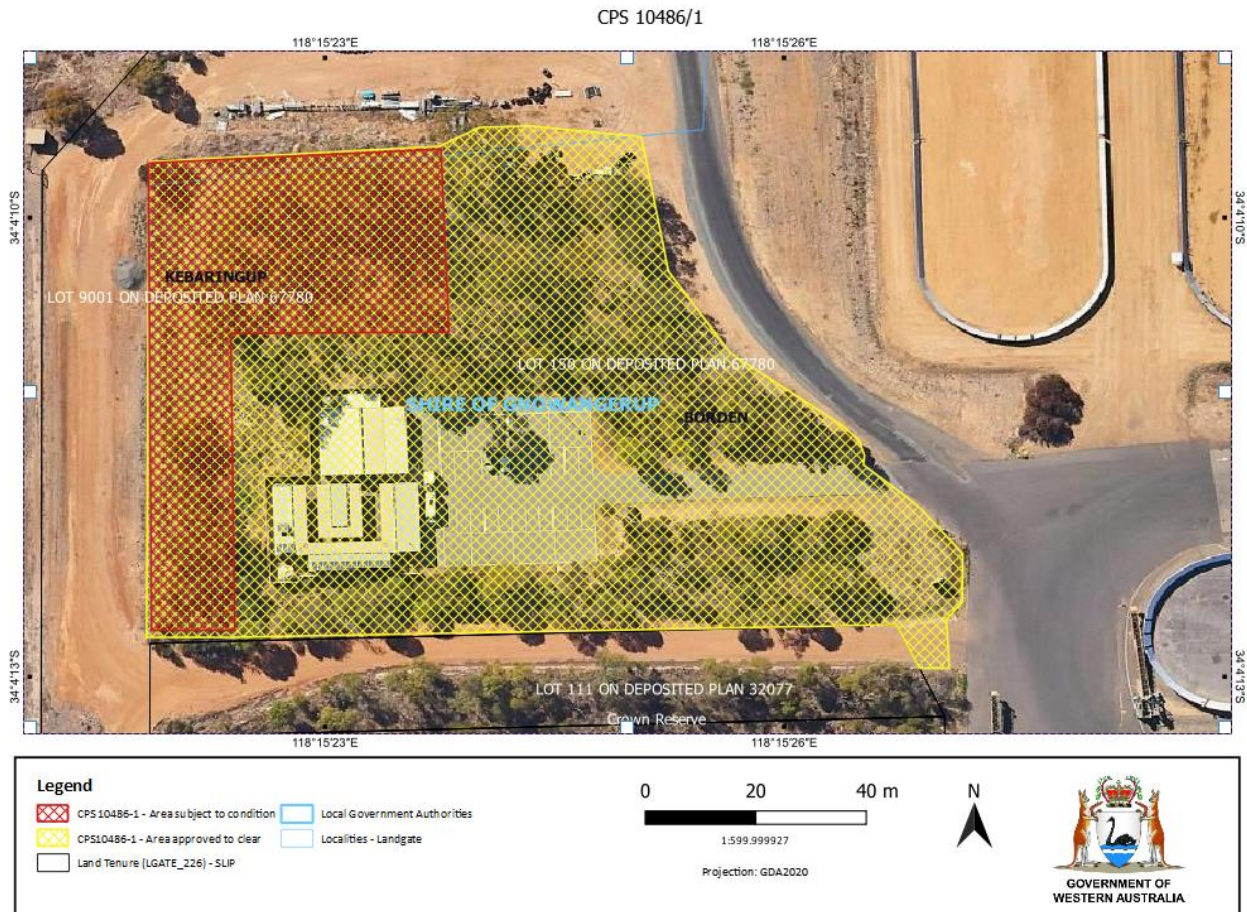 CPS 10486/1
118°15'23"E
118°15'26"E
34°4'10"S
34°4'10"S
KEBARINGUP
LOT 9001 ON DEPOSITED PLAN 67780
LOT 150 ON DEPOSITED PLAN 67780
SHIRE OF GNOWANGERUP
BORDEN
34°4'13"S
34°4'13"S
LOT 111 ON DEPOSITED PLAN 32077
Crown Reserve
118°15'23"E
118°15'26"E
Legend
CPS 10486-1 - Area subject to condition
Local Government Authorities
CPS10486-1 - Area approved to clear
Localities - Landgate
Land Tenure (LGATE_226) - SLIP
0 20 40 m
1:599.999927
Projection: GDA2020
N
GOVERNMENT OF
WESTERN AUSTRALIA